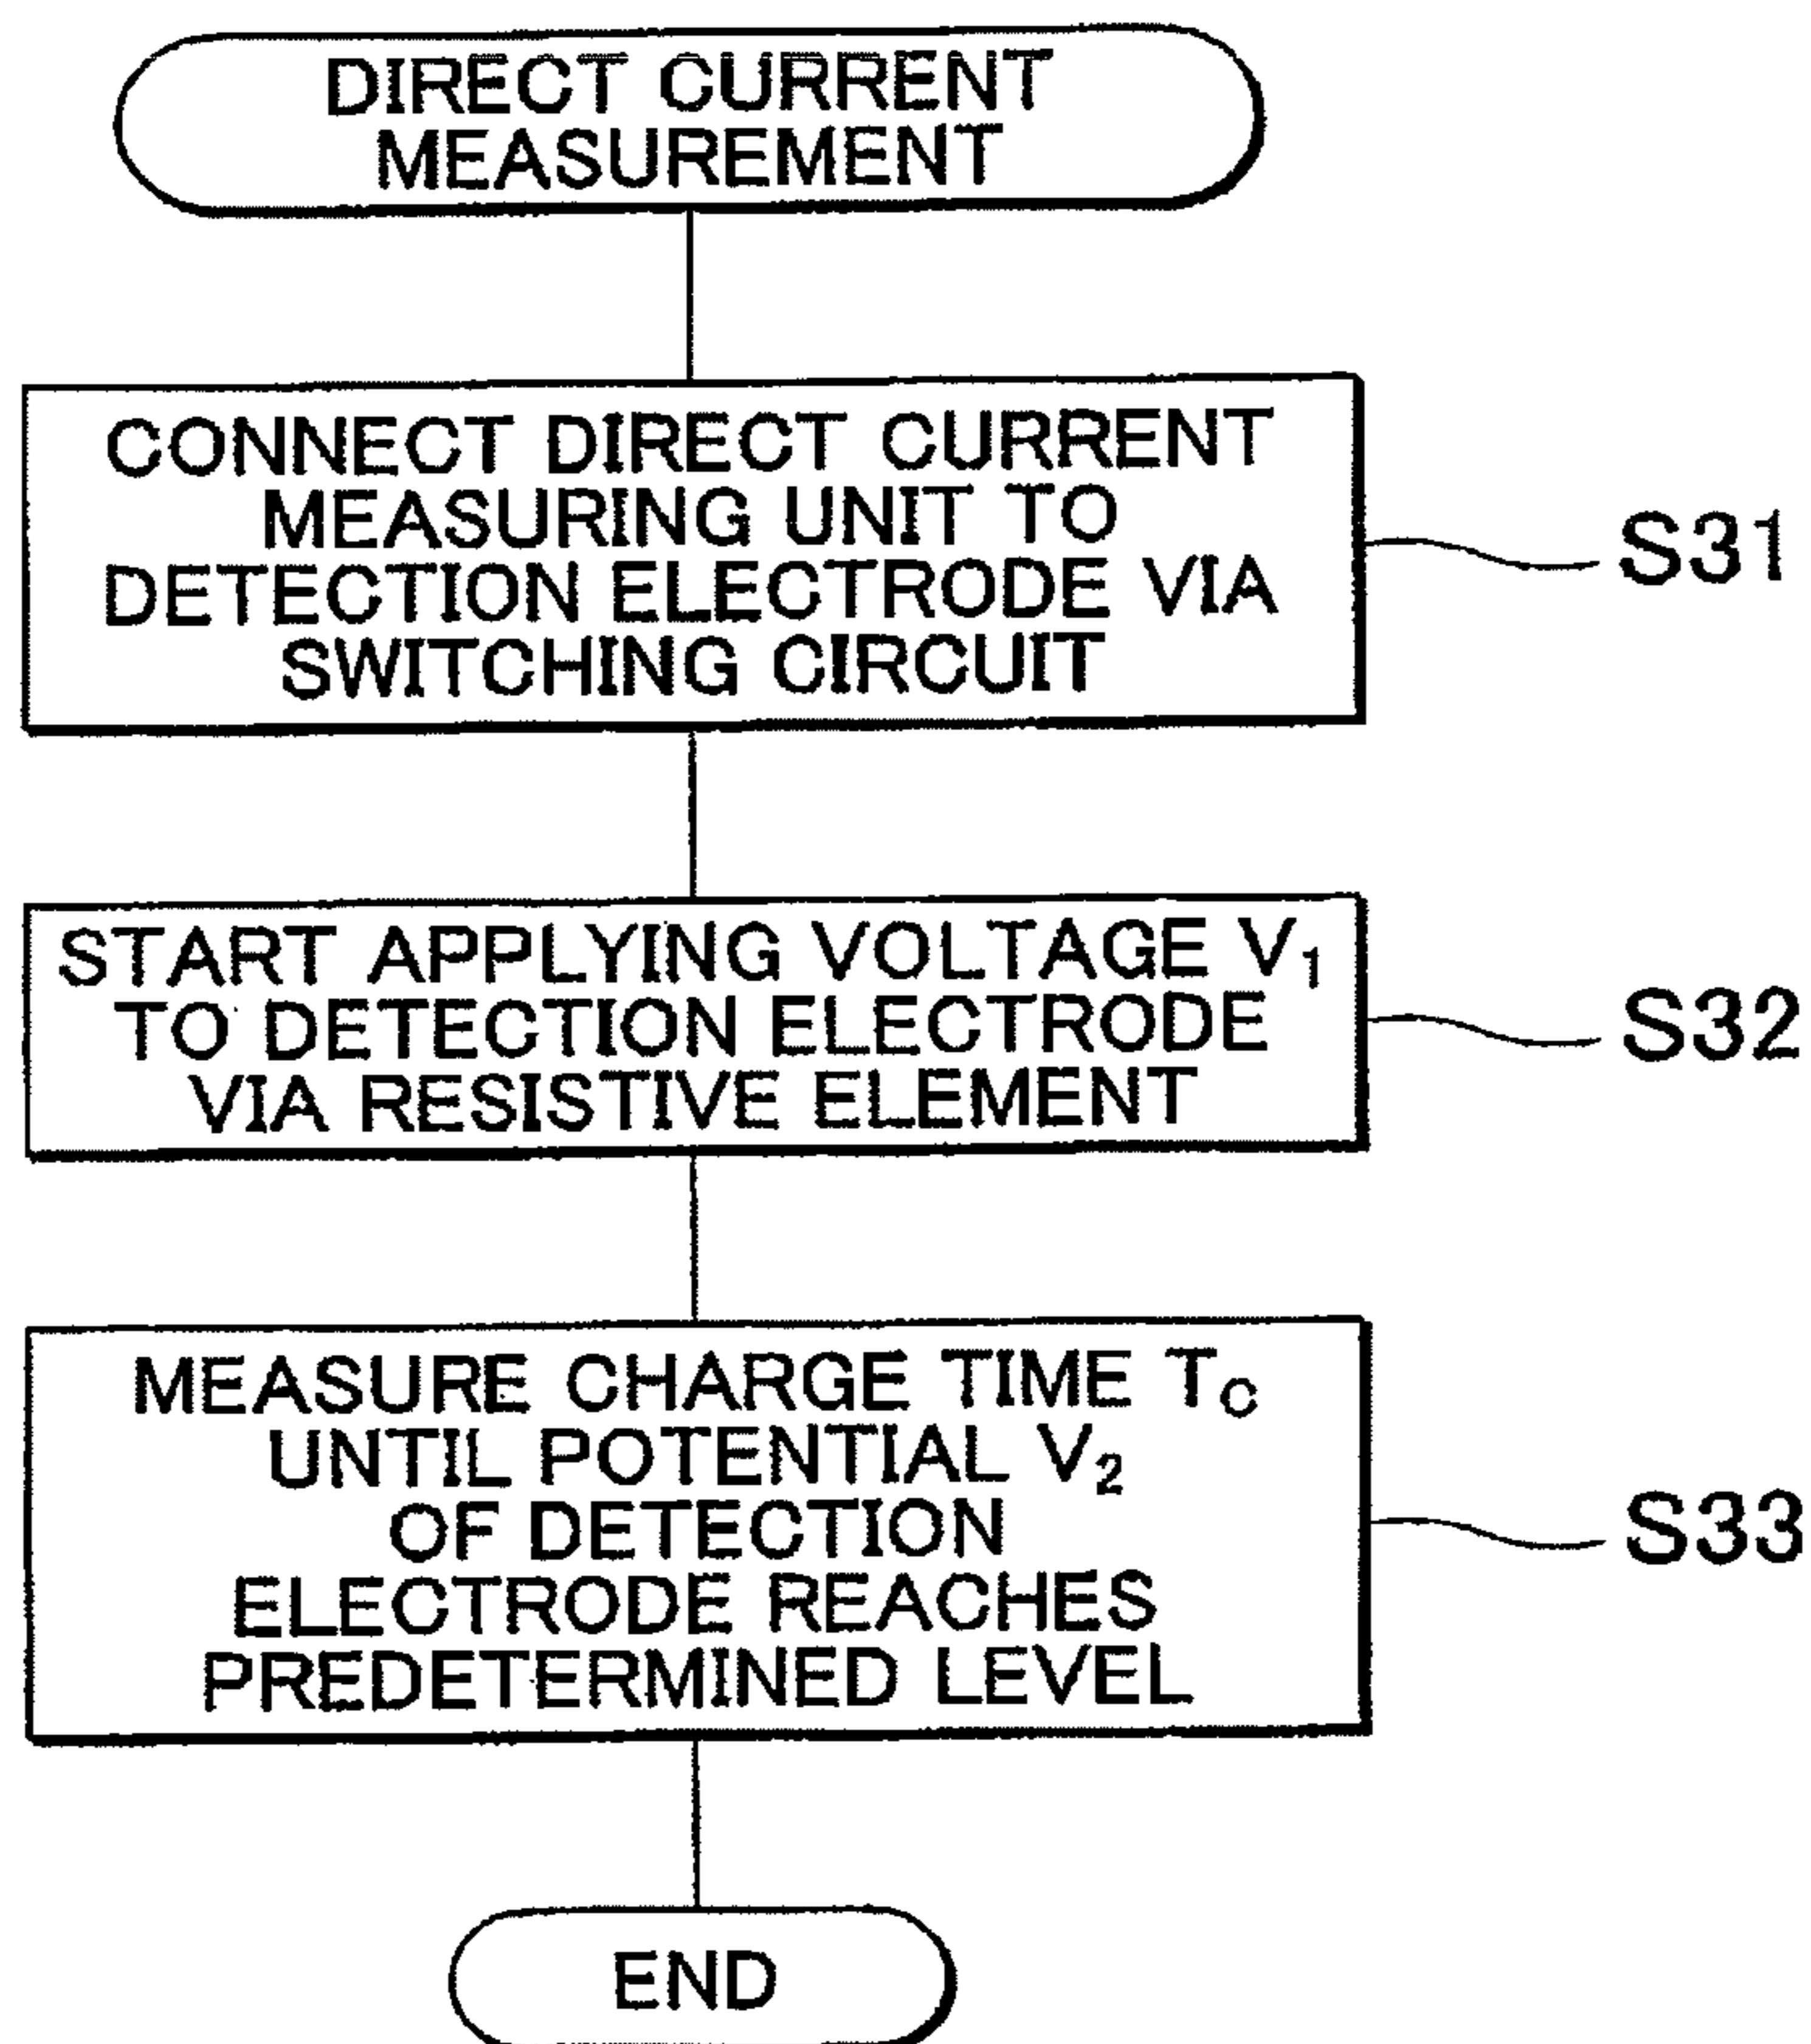 DIRECT CURRENT
MEASUREMENT
CONNECT DIRECT CURRENT
MEASURING UNIT TO
DETECTION ELECTRODE VIA
SWITCHING CIRCUIT
S31
START APPLYING VOLTAGE V₁
TO DETECTION ELECTRODE
VIA RESISTIVE ELEMENT
S32
MEASURE CHARGE TIME T_C
UNTIL POTENTIAL V₂
OF DETECTION
ELECTRODE REACHES
PREDETERMINED LEVEL
S33
END